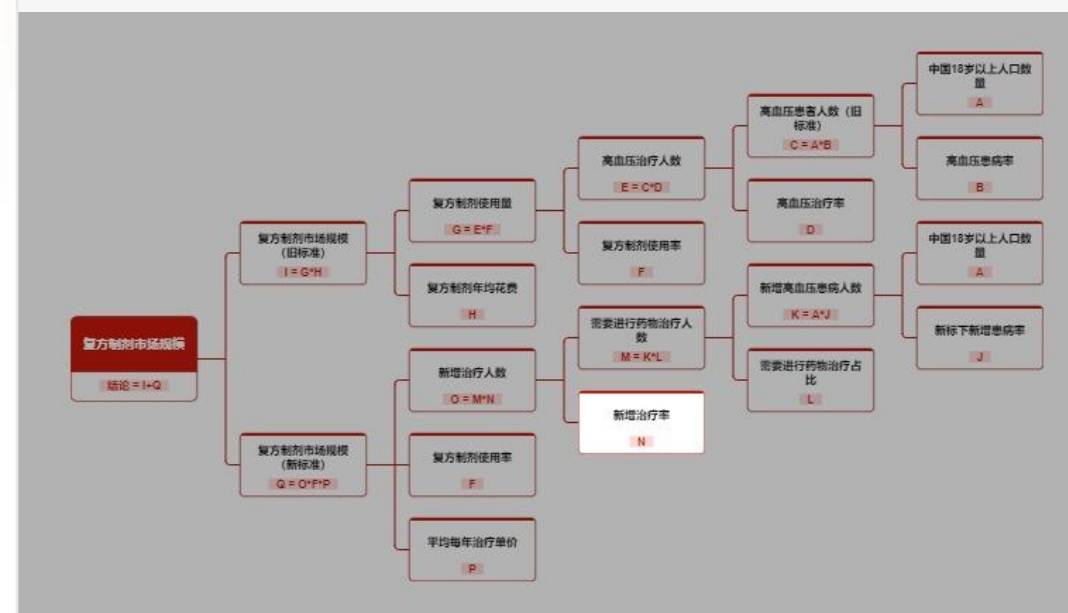 复方制剂市场规模
结论 = I+Q
复方制剂市场规模
(旧标准)
I = G*H
复方制剂市场规模
(新标准)
Q = O*F*P
复方制剂使用量
G = E*F
复方制剂年均花费
H
新增治疗人数
O = M*N
复方制剂使用率
F
平均每年治疗单价
P
高血压治疗人数
E = C*D
复方制剂使用率
F
需要进行药物治疗人
数
M = K*L
新增治疗率
N
高血压患者人数（旧
标准）
C = A*B
高血压治疗率
D
新增高血压患病人数
K = A*J
需要进行药物治疗占
比
L
中国18岁以上人口数
量
A
高血压患病率
B
中国18岁以上人口数
量
A
新标下新增患病率
J